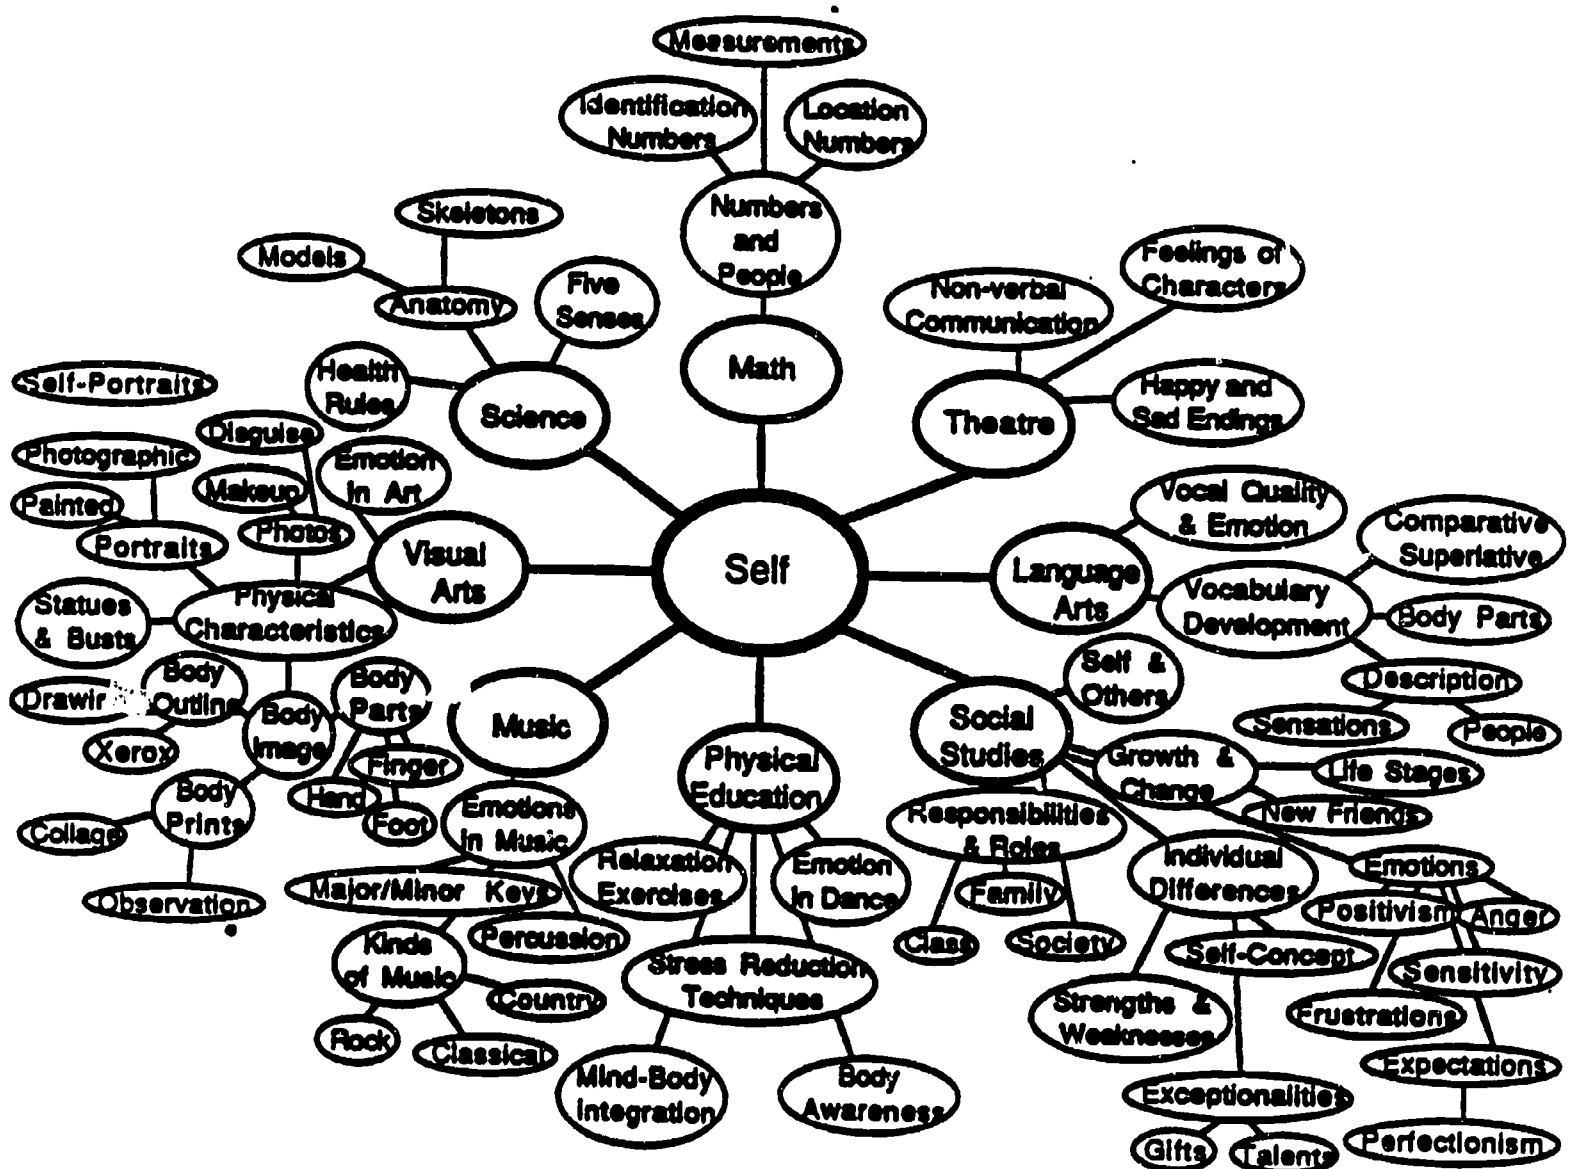 Measurements
Identification
Numbers
Location
Numbers
Numbers
and
People
Math
Skeletons
Models
Anatomy
Five
Senses
Health
Rules
Science
Non-verbal
Communication
Feelings of
Characters
Happy and
Sad Endings
Theatre
Self-Portraits
Disguise
Photographic
Makeup
Painted
Portraits
Photos
Emotion
in Art
Visual
Arts
Self
Language
Arts
Vocal Quality
& Emotion
Comparative
Superlative
Vocabulary
Development
Body Parts
Description
Sensations
People
Statues
& Busts
Physical
Characteristics
Body
Outline
Drawin
Xerox
Body
Image
Body
Parts
Finger
Hand
Foot
Body
Prints
Collage
Observation
Music
Emotions
in Music
Major/Minor Keys
Percussion
Kinds
of Music
Country
Rock
Classical
Physical
Education
Relaxation
Exercises
Emotion
in Dance
Stress Reduction
Techniques
Mind-Body
Integration
Body
Awareness
Social
Studies
Self &
Others
Growth &
Change
Life Stages
New Friends
Responsibilities
& Roles
Family
Class
Society
Individual
Differences
Emotions
Positivism
Anger
Self-Concept
Sensitivity
Strengths &
Weaknesses
Frustrations
Expectations
Exceptionalities
Gifts
Talents
Perfectionism